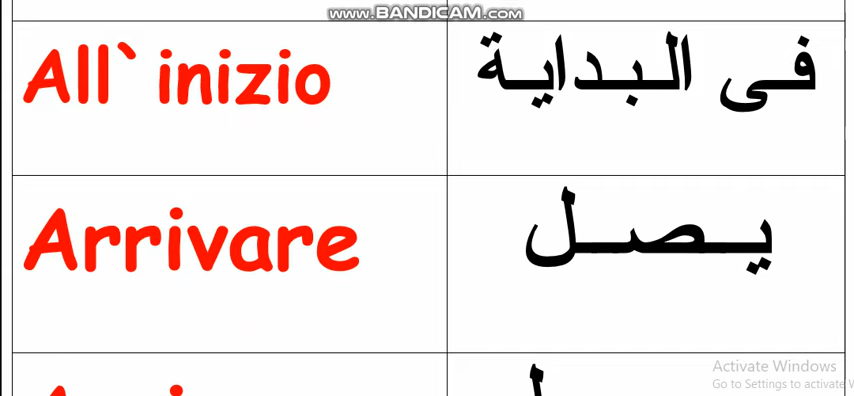 www.BANDICAM.com
All`inizio
فى البداية
Arrivare
يصل
Activate Windows
Go to Settings to activate W